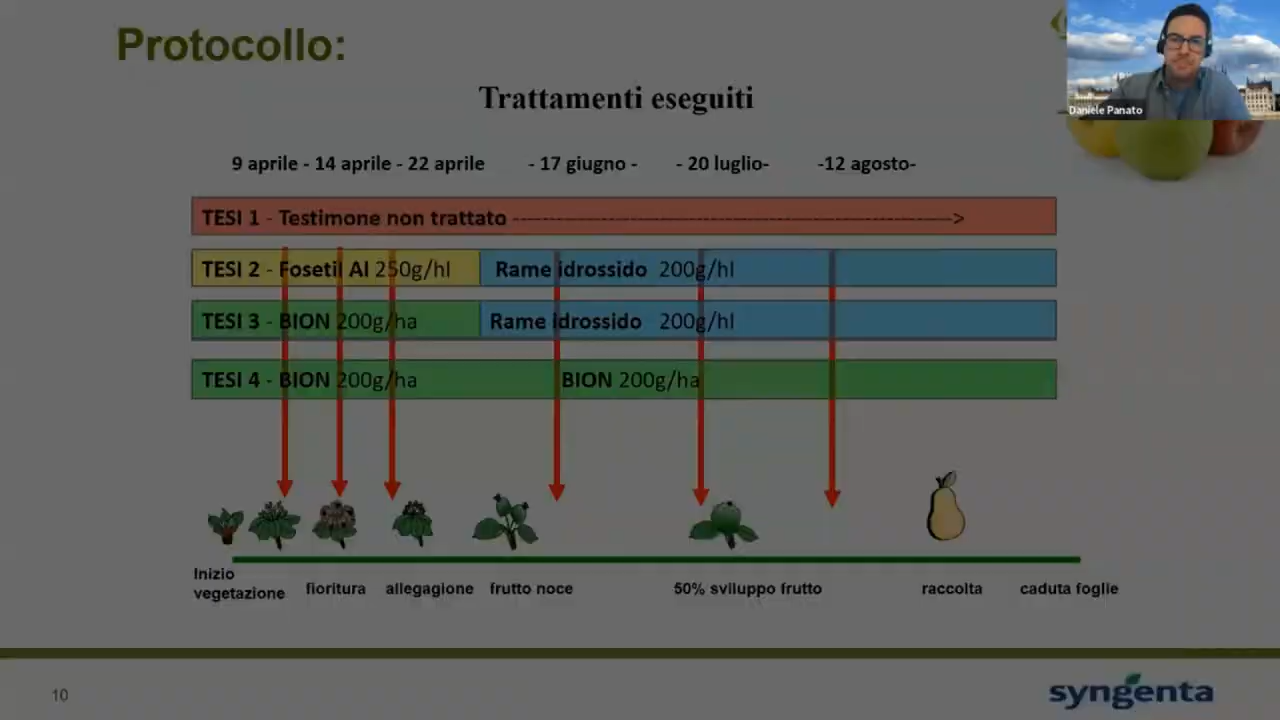 Protocollo:
Daniele Panato
Trattamenti eseguiti
9 aprile - 14 aprile - 22 aprile - 17 giugno - - 20 luglio- -12 agosto-
TESI 1 - Testimone non trattato ------------------------------------------------------------------------>
TESI 2 - Fosetil Al 250g/hl Rame idrossido 200g/hl
TESI 3 - BION 200g/ha Rame Idrossido 200g/hl
TESI 4 - BION 200g/ha BION 200g/ha
Inizio
vegetazione fioritura allegagione frutto noce 50% sviluppo frutto raccolta caduta foglie
10
syngenta